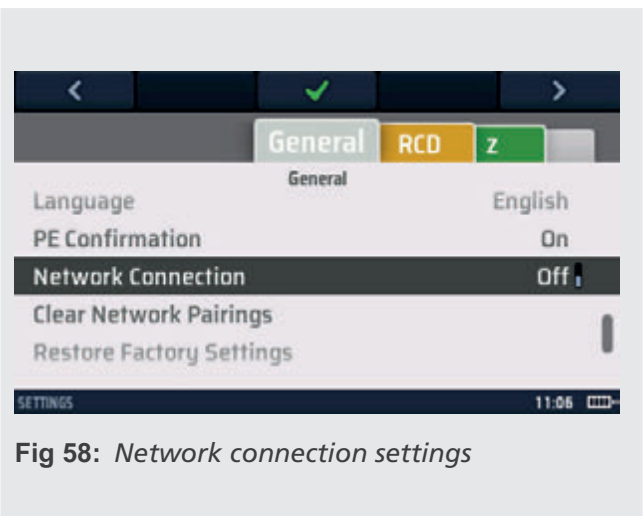 General RCD Z
General
Language English
PE Confirmation On
Network Connection Off
Clear Network Pairings
Restore Factory Settings
SETTINGS 11:06
Fig 58: Network connection settings